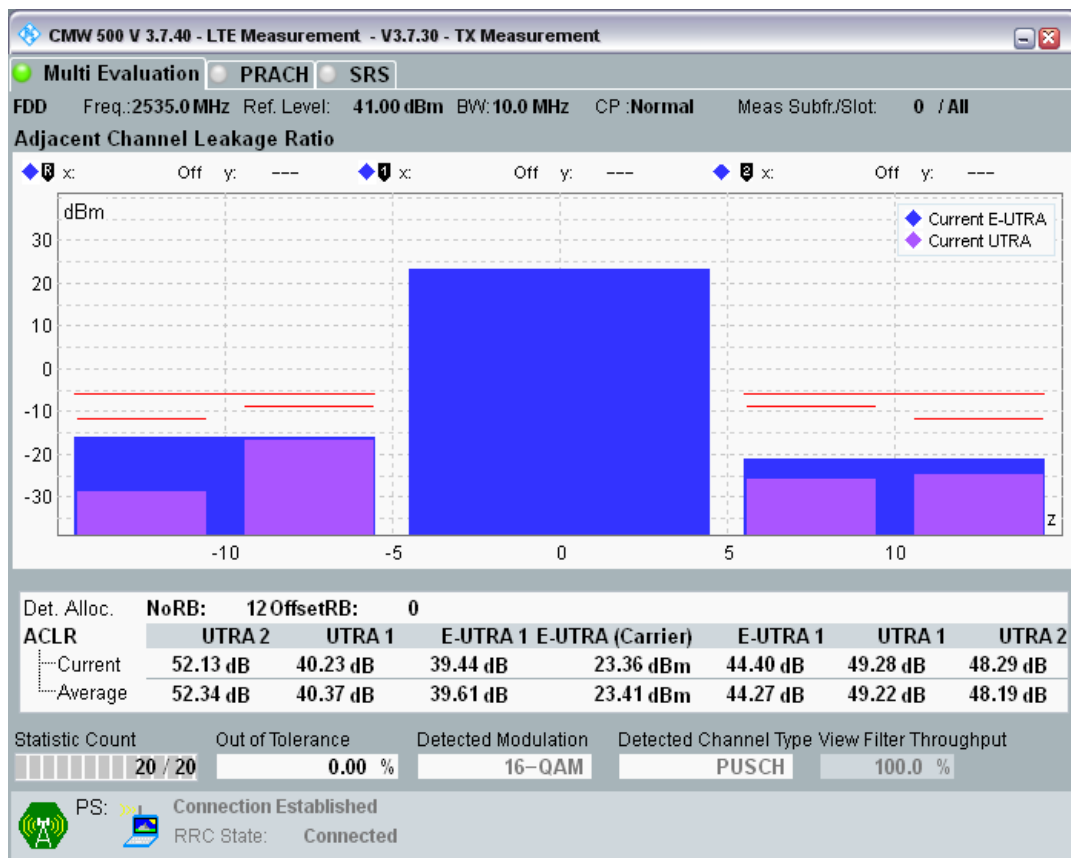 CMW 500 V 3.7.40 - LTE Measurement - V3.7.30 - TX Measurement
Multi Evaluation PRACH SRS
FDD Freq.:2535.0 MHz Ref. Level: 41.00 dBm BW:10.0 MHz CP :Normal Meas Subfr./Slot: 0 / All
Adjacent Channel Leakage Ratio
R x: Off y: --- 1 x: Off y: --- 2 x: Off y: ---
dBm
Current E-UTRA
Current UTRA
30
20
10
0
-10
-20
-30
z
-10 -5 0 5 10
Det. Alloc. NoRB: 12 OffsetRB: 0
ACLR UTRA 2 UTRA 1 E-UTRA 1 E-UTRA (Carrier) E-UTRA 1 UTRA 1 UTRA 2
Current 52.13 dB 40.23 dB 39.44 dB 23.36 dBm 44.40 dB 49.28 dB 48.29 dB
Average 52.34 dB 40.37 dB 39.61 dB 23.41 dBm 44.27 dB 49.22 dB 48.19 dB
Statistic Count Out of Tolerance Detected Modulation Detected Channel Type View Filter Throughput
20 / 20 0.00 % 16-QAM PUSCH 100.0 %
PS: Connection Established
RRC State: Connected